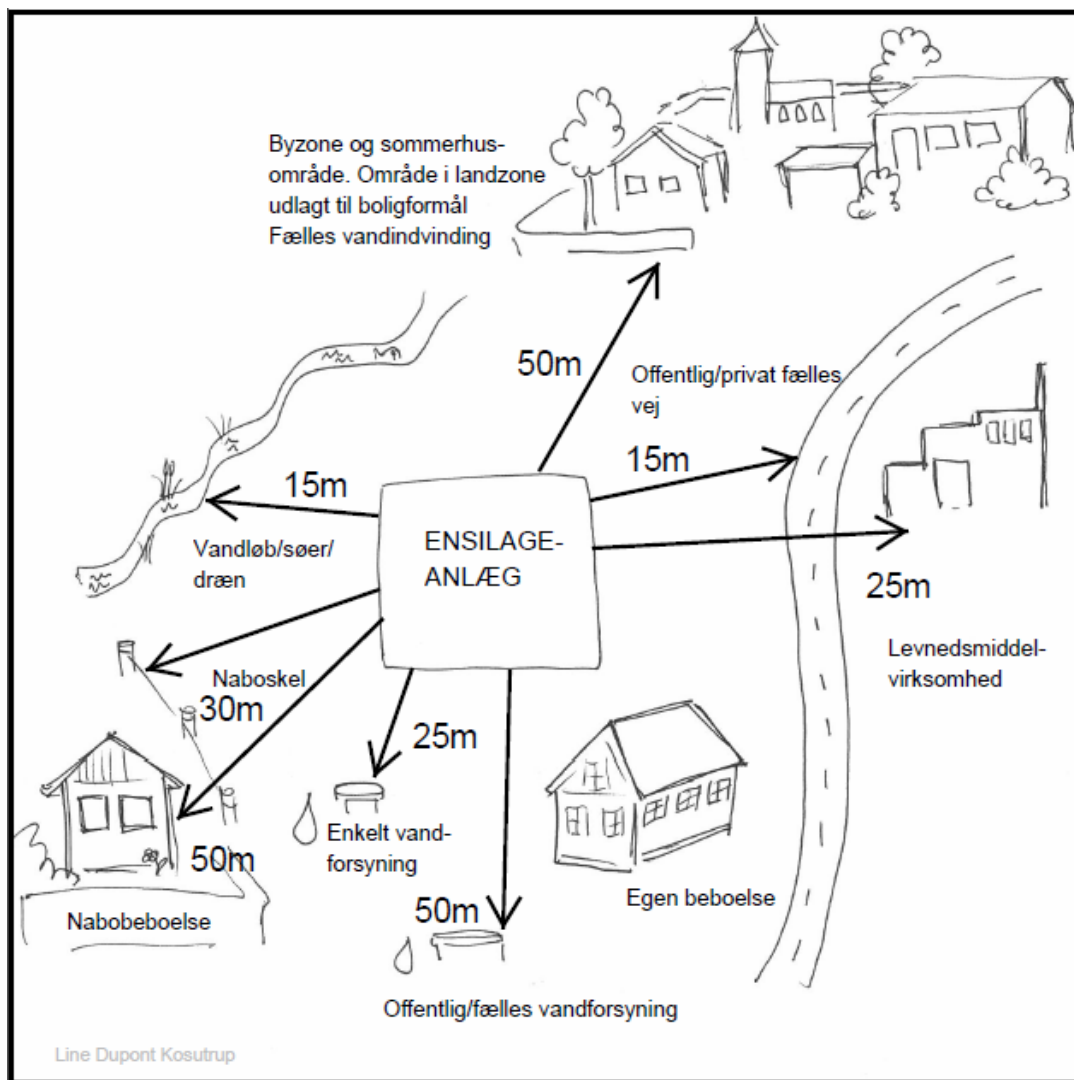 Byzone og sommerhus-
område. Område i landzone
udlagt til boligformål
Fælles vandindvinding
50m
Offentlig/privat fælles
vej
15m
15m
ENSILAGE-
ANLÆG
Vandløb/søer/
dræn
25m
Levnedsmiddel-
virksomhed
Naboskel
30m
25m
Enkelt vand-
forsyning
50m
Nabobeboelse
Egen beboelse
50m
Offentlig/fælles vandforsyning
Line Dupont Kosutrup